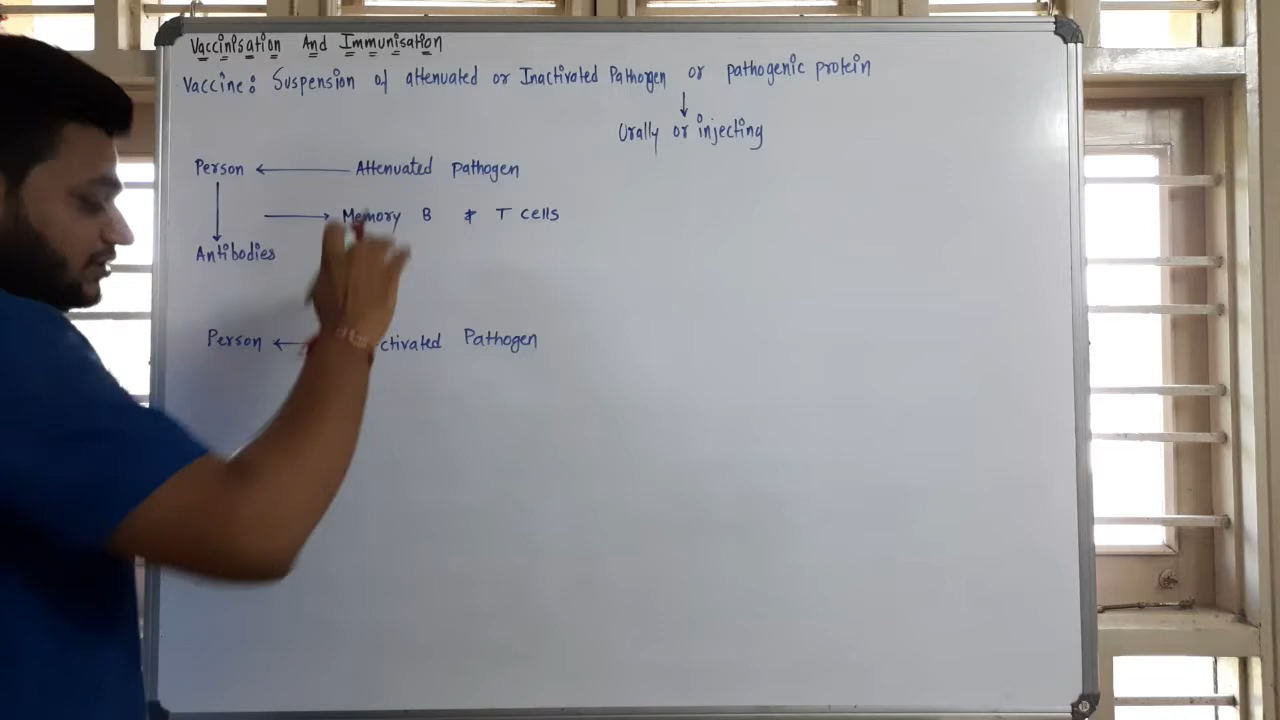 Vaccinisation And Immunisation
Vaccine: Suspension of attenuated or Inactivated Pathogen or pathogenic protein
↓
Orally or injecting
Person ← Attenuated pathogen
↓ → Memory B & T cells
Antibodies
Person ← ctivated Pathogen